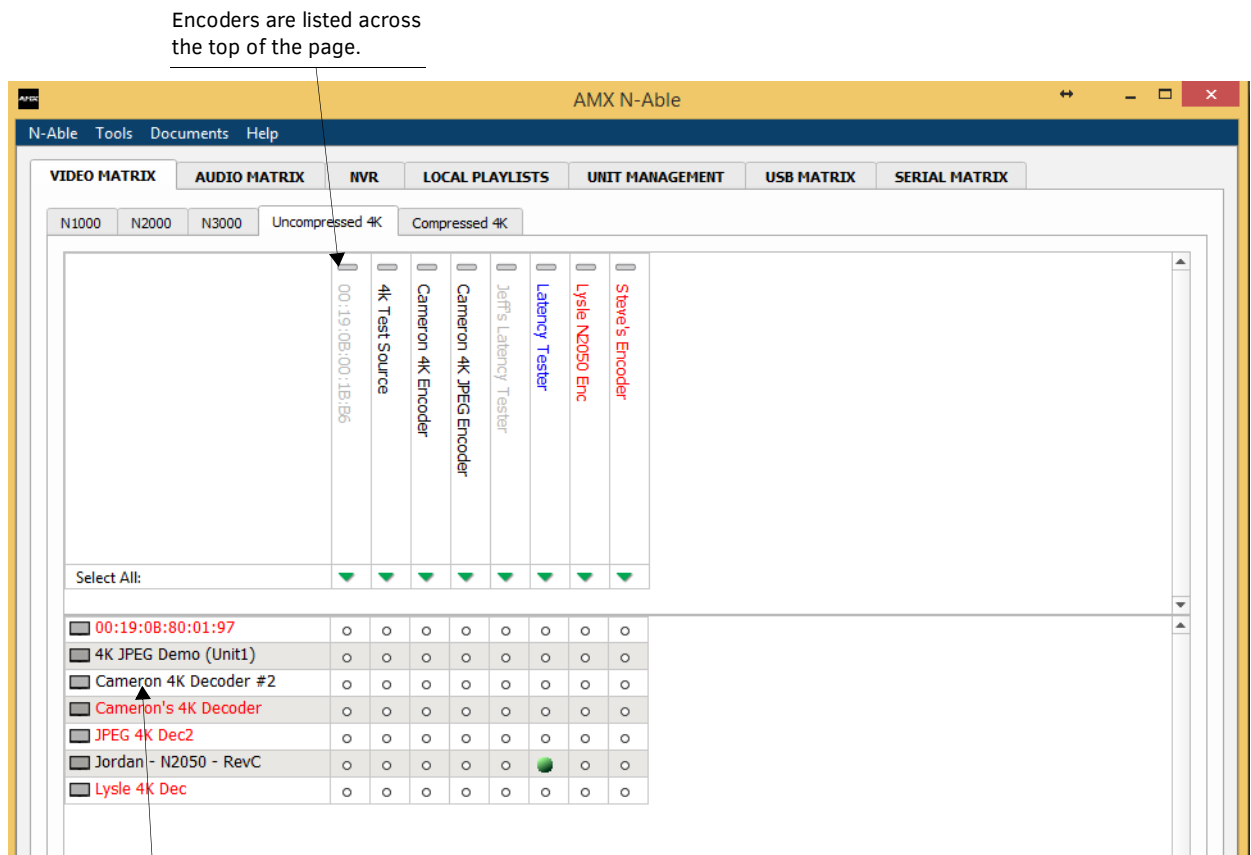 Encoders are listed across
the top of the page.
AMX
AMX N-Able
N-Able Tools Documents Help
VIDEO MATRIX AUDIO MATRIX NVR LOCAL PLAYLISTS UNIT MANAGEMENT USB MATRIX SERIAL MATRIX
N1000 N2000 N3000 Uncompressed 4K Compressed 4K
00:19:0B:00:1B:B6
4k Test Source
Cameron 4K Encoder
Cameron 4K JPEG Encoder
Jeff's Latency Tester
Latency Tester
Lysle N2050 Enc
Steve's Encoder
Select All:
00:19:0B:80:01:97
4K JPEG Demo (Unit1)
Cameron 4K Decoder #2
Cameron's 4K Decoder
JPEG 4K Dec2
Jordan - N2050 - RevC
Lysle 4K Dec